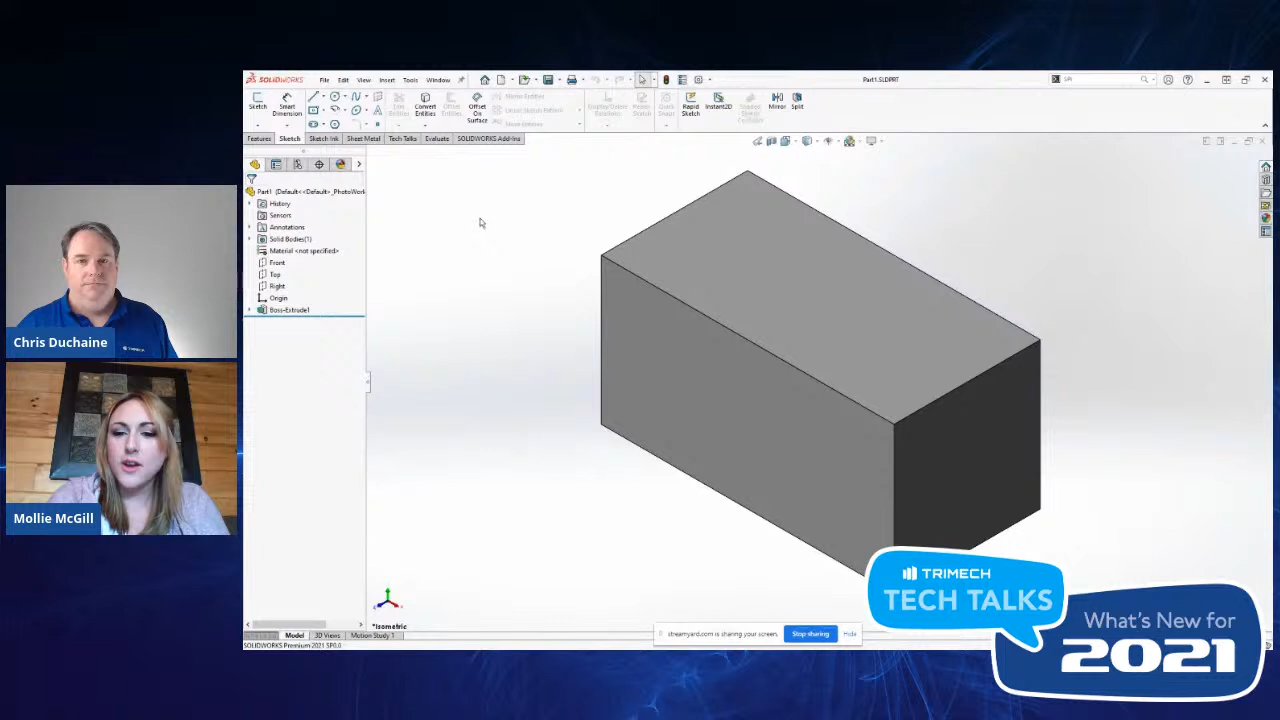 SOLIDWORKS File Edit View Insert Tools Window
Part1.SLDPRT
Sketch
Smart Dimension
Convert Entities
Offset On Surface
Rapid Sketch
Instant2D
Mirror
Split
Features Sketch Sketch Ink Sheet Metal Tech Talks Evaluate SOLIDWORKS Add-Ins
Part1 (Default<<Default>_PhotoWor
History
Sensors
Annotations
Solid Bodies(1)
Material <not specified>
Front
Top
Right
Origin
Boss-Extrude1
Chris Duchaine
Mollie McGill
*Isometric
Model 3D Views Motion Study 1
SOLIDWORKS Premium 2021 SP0.0
streamyard.com is sharing your screen.
Stop sharing
Hide
TRIMECH
TECH TALKS
What's New for
2021